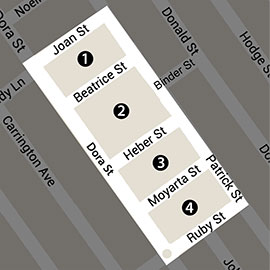 Noel
Joan St
Donald St
Dora St
Hodge St
1
Beatrice St
Binder St
dy Ln
2
Carrington Ave
Heber St
Dora St
3
Patrick St
Moyarta St
4
Ruby St